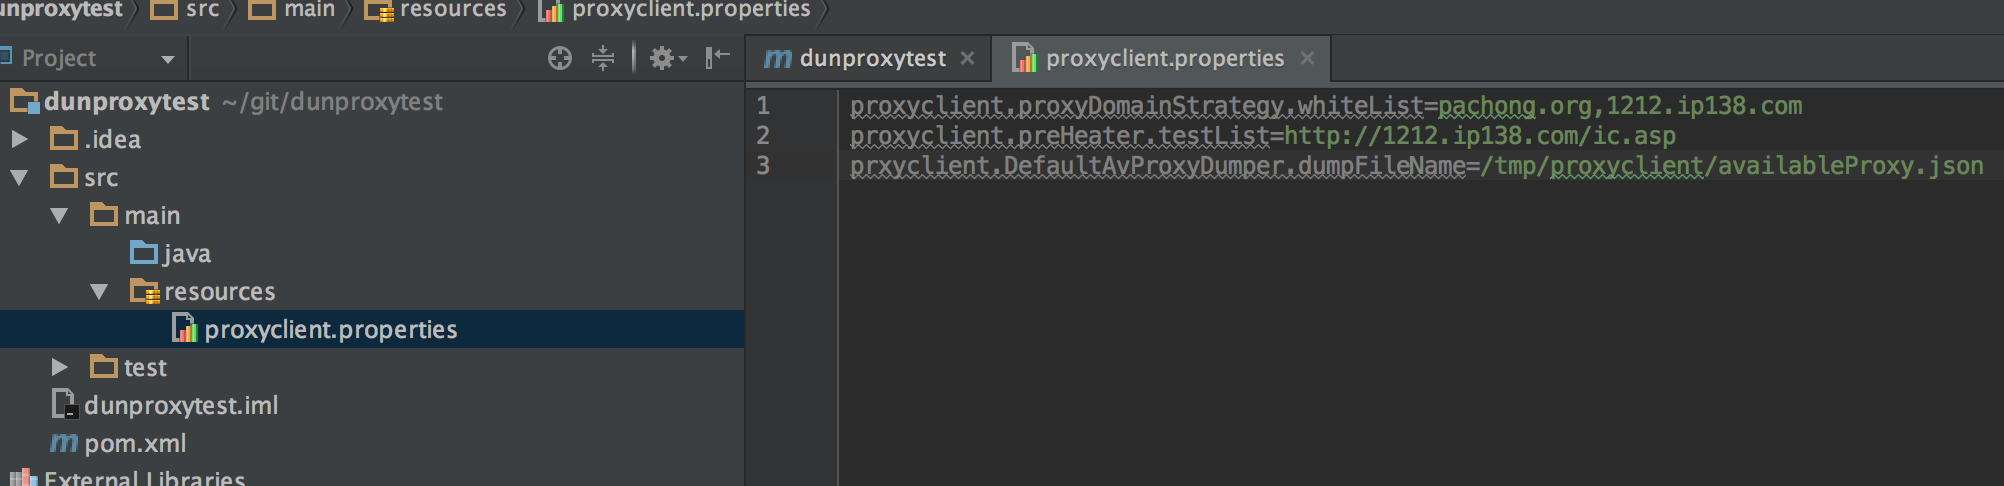 unproxytest src main resources proxyclient.properties
Project
dunproxytest ~/git/dunproxytest
.idea
src
main
java
resources
proxyclient.properties
test
dunproxytest.iml
m pom.xml
External Libraries
m dunproxytest × proxyclient.properties ×
1 proxyclient.proxyDomainStrategy.whiteList=pachong.org,1212.ip138.com
2 proxyclient.preHeater.testList=http://1212.ip138.com/ic.asp
3 prxyclient.DefaultAvProxyDumper.dumpFileName=/tmp/proxyclient/availableProxy.json